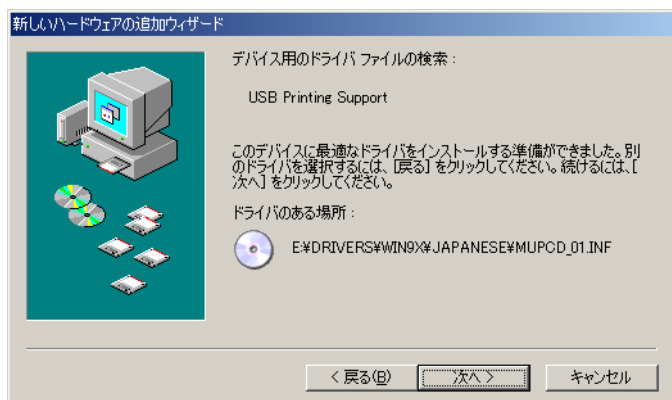 新しいハードウェアの追加ウィザード
デバイス用のドライバ ファイルの検索 :
USB Printing Support
このデバイスに最適なドライバをインストールする準備ができました。別
のドライバを選択するには、[戻る] をクリックしてください。続けるには、[
次へ] をクリックしてください。
ドライバのある場所 :
E:¥DRIVERS¥WIN9X¥JAPANESE¥MUPCD_01.INF
< 戻る(B)
次へ >
キャンセル